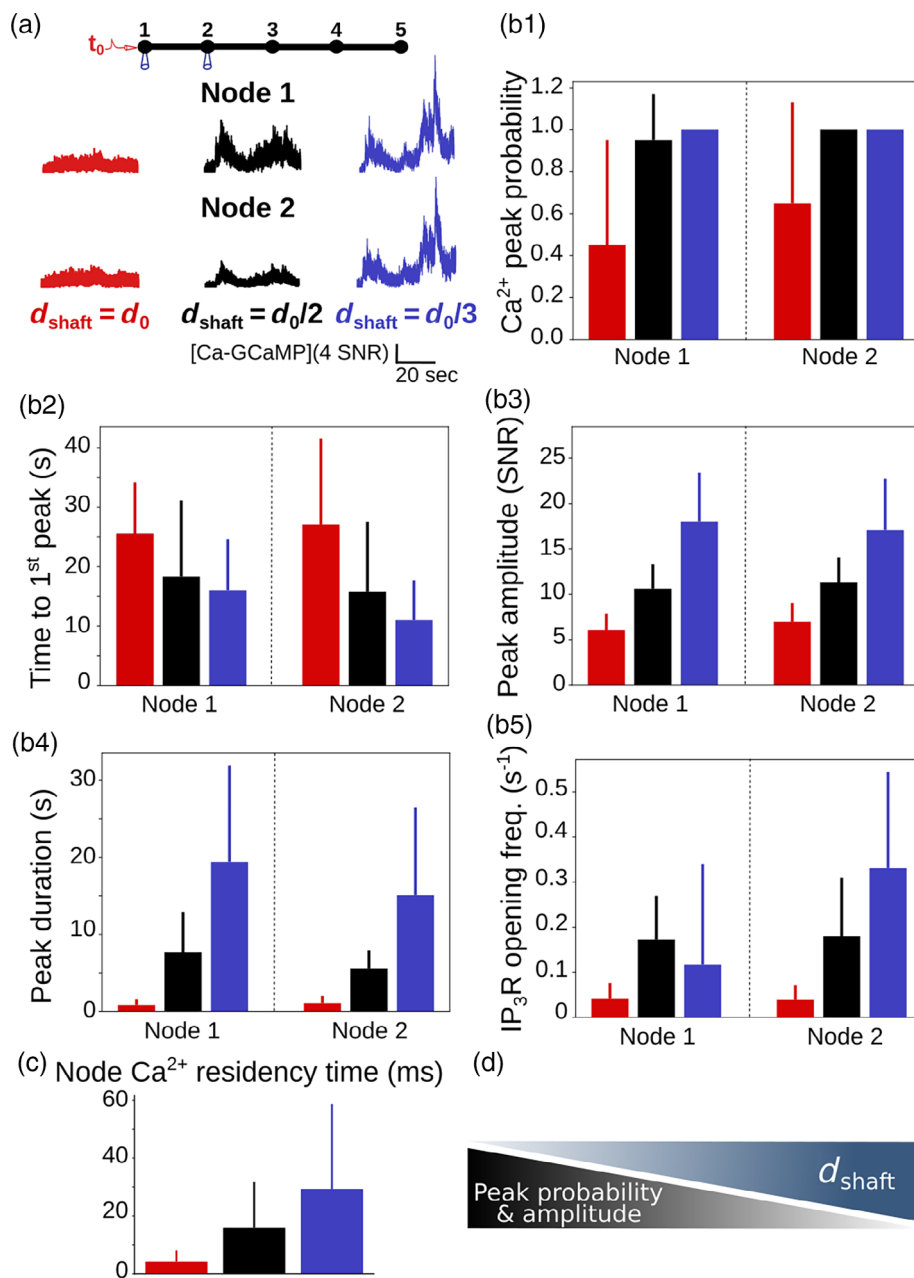 (a)
t₀ 1 2 3 4 5
Node 1
Node 2
d_shaft = d₀ d_shaft = d₀/2 d_shaft = d₀/3
[Ca-GCaMP](4 SNR)
20 sec
(b1)
Ca²⁺ peak probability
1.2
1.0
0.8
0.6
0.4
0.2
0.0
Node 1 Node 2
(b2)
Time to 1ˢᵗ peak (s)
40
30
20
10
0
Node 1 Node 2
(b3)
Peak amplitude (SNR)
25
20
15
10
5
0
Node 1 Node 2
(b4)
Peak duration (s)
30
20
10
0
Node 1 Node 2
(b5)
IP₃R opening freq. (s⁻¹)
0.5
0.2
0.3
0.1
0.0
Node 1 Node 2
(c)
Node Ca²⁺ residency time (ms)
60
40
20
0
(d)
d_shaft
Peak probability
& amplitude